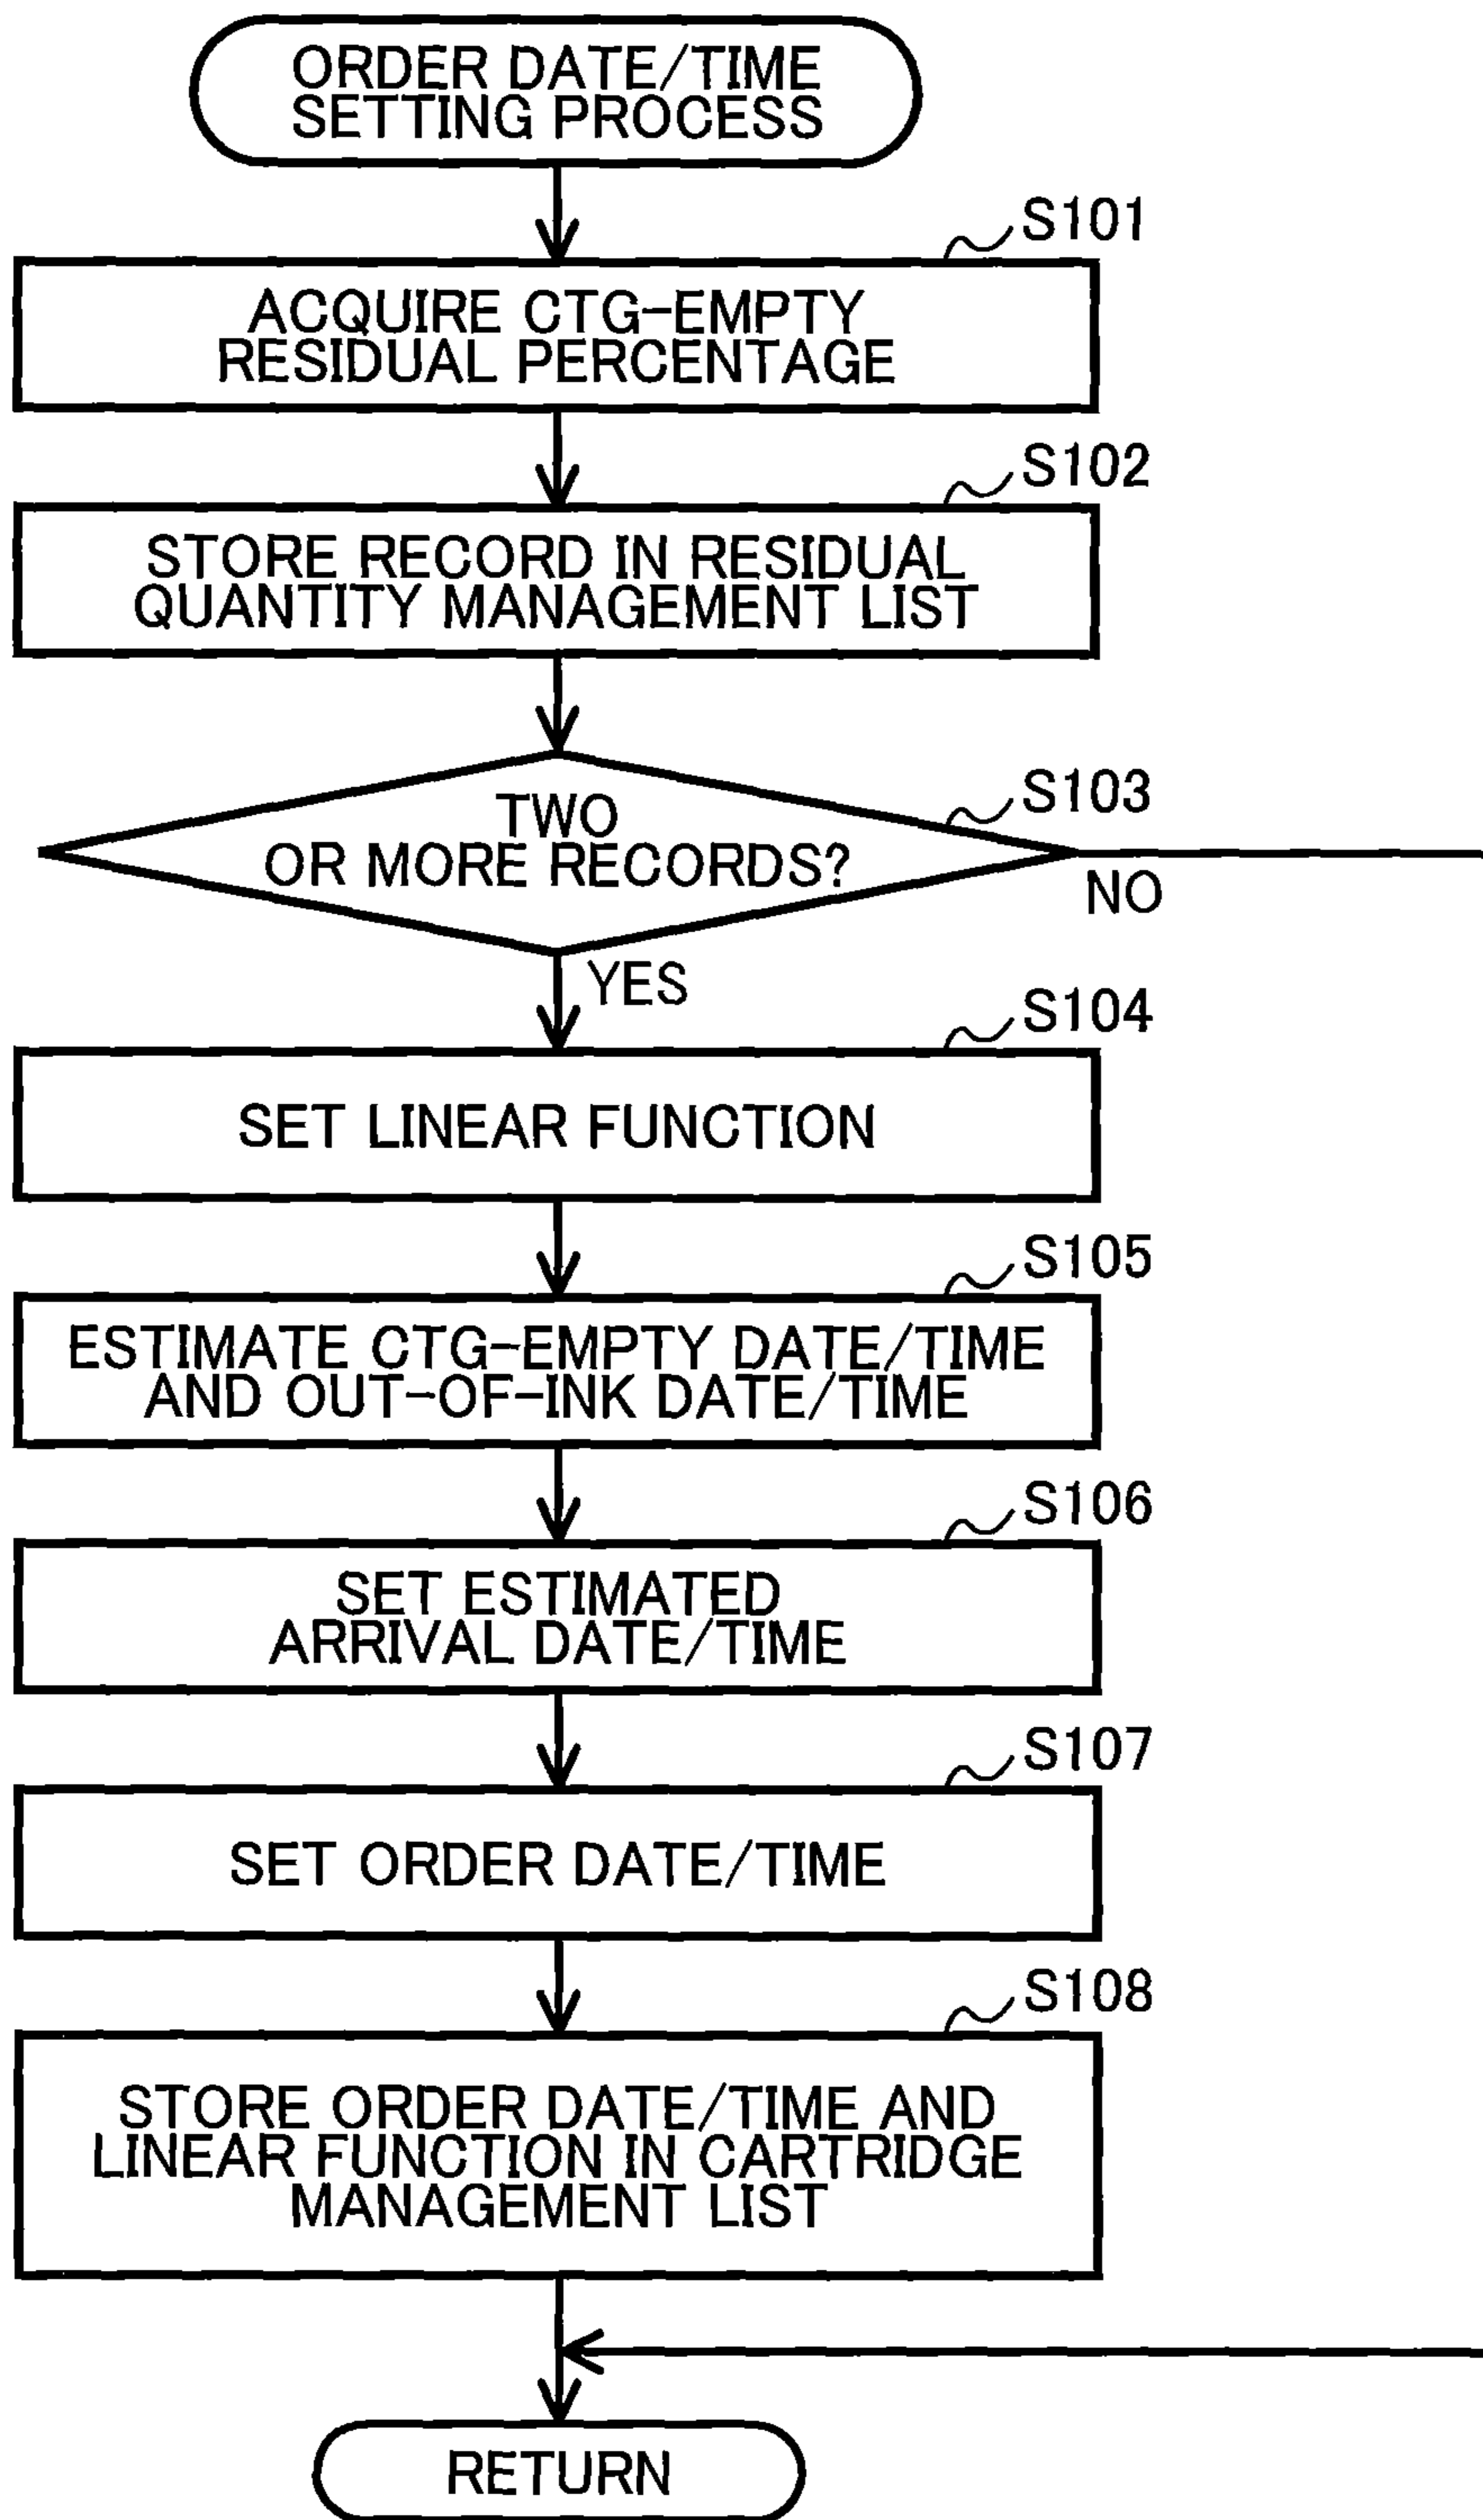 ORDER DATE/TIME
SETTING PROCESS
S101
ACQUIRE CTG-EMPTY
RESIDUAL PERCENTAGE
S102
STORE RECORD IN RESIDUAL
QUANTITY MANAGEMENT LIST
S103
TWO
OR MORE RECORDS?
NO
YES
S104
SET LINEAR FUNCTION
S105
ESTIMATE CTG-EMPTY DATE/TIME
AND OUT-OF-INK DATE/TIME
S106
SET ESTIMATED
ARRIVAL DATE/TIME
S107
SET ORDER DATE/TIME
S108
STORE ORDER DATE/TIME AND
LINEAR FUNCTION IN CARTRIDGE
MANAGEMENT LIST
RETURN